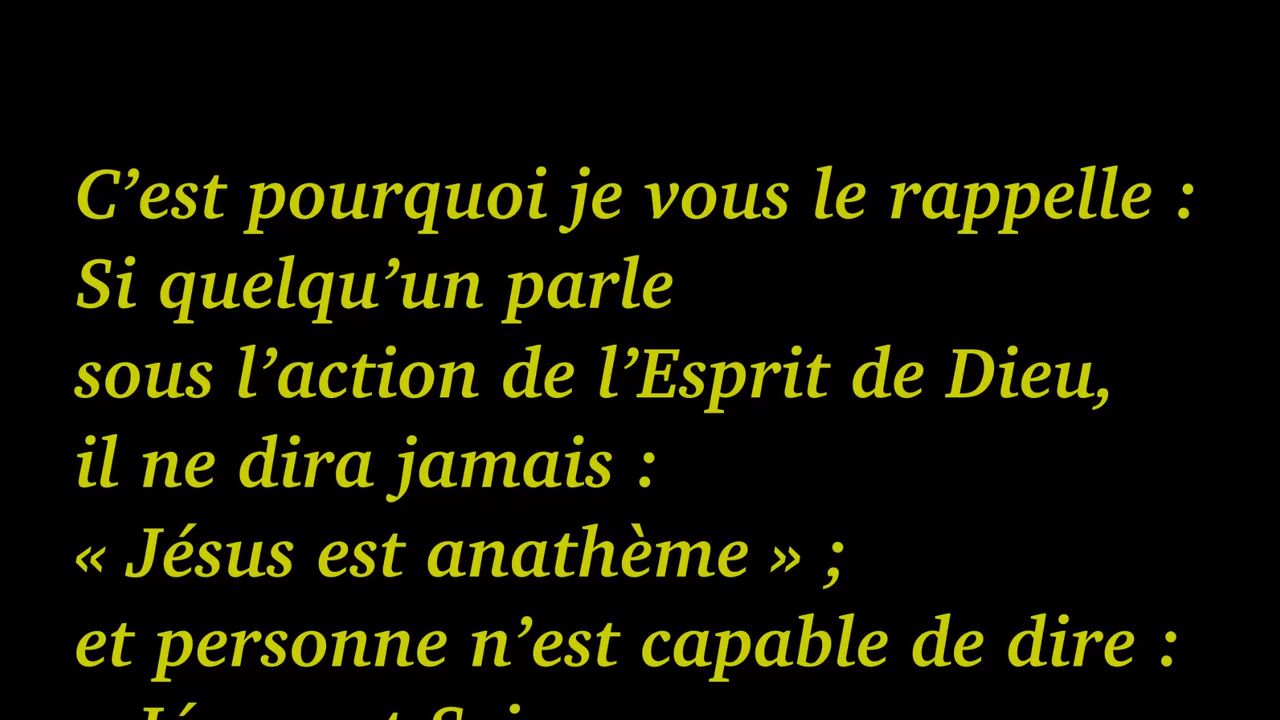 C’est pourquoi je vous le rappelle :
Si quelqu’un parle
sous l’action de l’Esprit de Dieu,
il ne dira jamais :
« Jésus est anathème » ;
et personne n’est capable de dire :